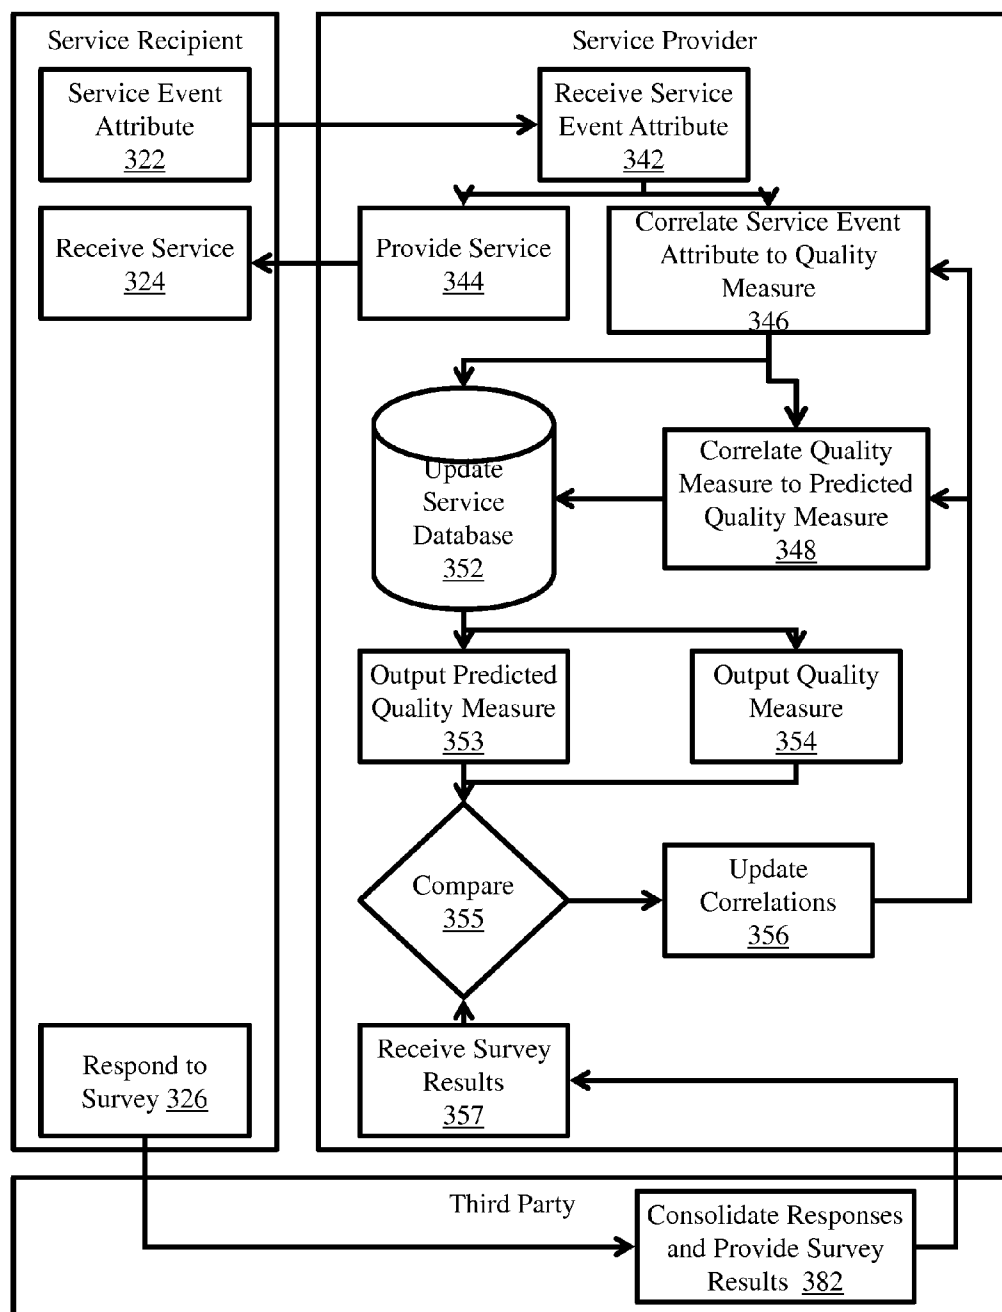 Service Recipient
Service Provider
Service Event
Attribute
322
Receive Service
Event Attribute
342
Receive Service
324
Provide Service
344
Correlate Service Event
Attribute to Quality
Measure
346
Update
Service
Database
352
Correlate Quality
Measure to Predicted
Quality Measure
348
Output Predicted
Quality Measure
353
Output Quality
Measure
354
Compare
355
Update
Correlations
356
Respond to
Survey 326
Receive Survey
Results
357
Third Party
Consolidate Responses
and Provide Survey
Results 382